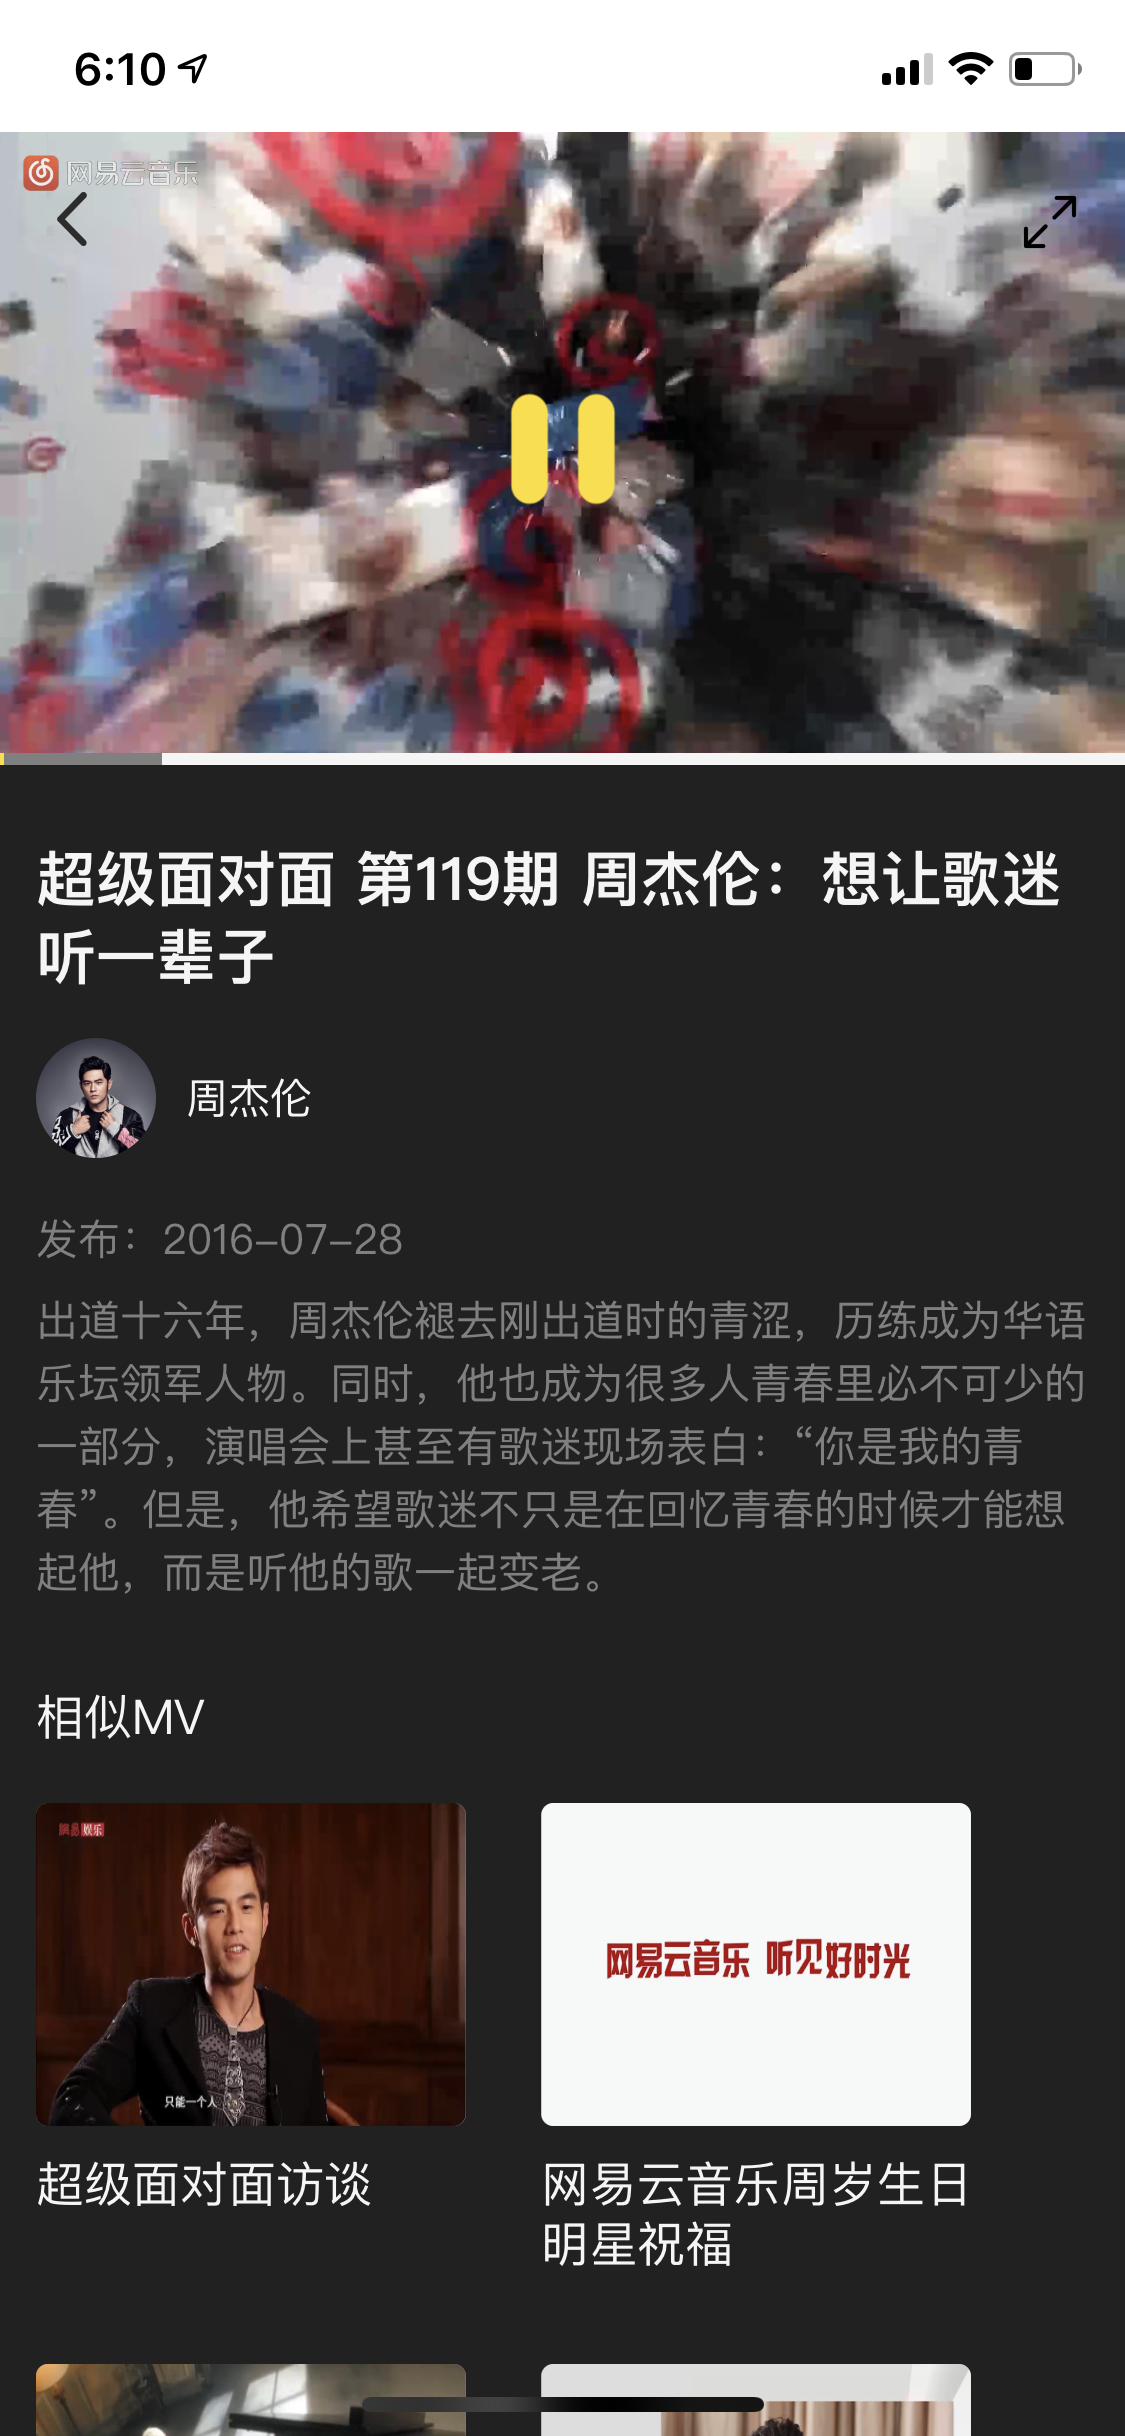 6:10
网易云音乐
超级面对面 第119期 周杰伦：想让歌迷
听一辈子
周杰伦
发布：2016-07-28
出道十六年，周杰伦褪去刚出道时的青涩，历练成为华语
乐坛领军人物。同时，他也成为很多人青春里必不可少的
一部分，演唱会上甚至有歌迷现场表白：“你是我的青
春”。但是，他希望歌迷不只是在回忆青春的时候才能想
起他，而是听他的歌一起变老。
相似MV
网易娱乐
只能一个人
网易云音乐 听见好时光
超级面对面访谈
网易云音乐周岁生日
明星祝福